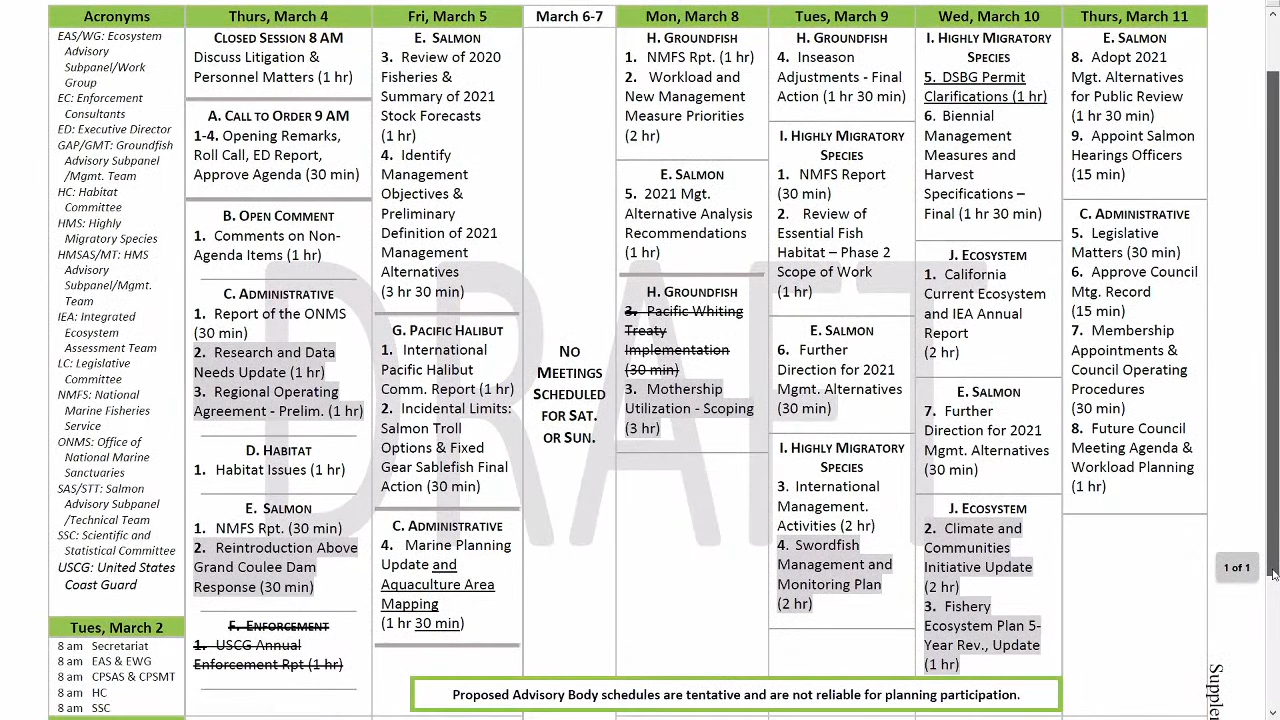 Acronyms
EAS/WG: Ecosystem
Advisory
Subpanel/Work
Group
EC: Enforcement
Consultants
ED: Executive Director
GAP/GMT: Groundfish
Advisory Subpanel
/Mgmt. Team
HC: Habitat
Committee
HMS: Highly
Migratory Species
HMSAS/MT: HMS
Advisory
Subpanel/Mgmt.
Team
IEA: Integrated
Ecosystem
Assessment Team
LC: Legislative
Committee
NMFS: National
Marine Fisheries
Service
ONMS: Office of
National Marine
Sanctuaries
SAS/STT: Salmon
Advisory Subpanel
/Technical Team
SSC: Scientific and
Statistical Committee
USCG: United States
Coast Guard
Tues, March 2
8 am Secretariat
8 am EAS & EWG
8 am CPSAS & CPSMT
8 am HC
8 am SSC
Thurs, March 4
CLOSED SESSION 8 AM
Discuss Litigation &
Personnel Matters (1 hr)
A. CALL TO ORDER 9 AM
1-4. Opening Remarks,
Roll Call, ED Report,
Approve Agenda (30 min)
B. OPEN COMMENT
1. Comments on Non-
Agenda Items (1 hr)
C. ADMINISTRATIVE
1. Report of the ONMS
(30 min)
2. Research and Data
Needs Update (1 hr)
3. Regional Operating
Agreement - Prelim. (1 hr)
D. HABITAT
1. Habitat Issues (1 hr)
E. SALMON
1. NMFS Rpt. (30 min)
2. Reintroduction Above
Grand Coulee Dam
Response (30 min)
F. ENFORCEMENT
1. USCG Annual
Enforcement Rpt (1 hr)
Fri, March 5
E. SALMON
3. Review of 2020
Fisheries &
Summary of 2021
Stock Forecasts
(1 hr)
4. Identify
Management
Objectives &
Preliminary
Definition of 2021
Management
Alternatives
(3 hr 30 min)
G. PACIFIC HALIBUT
1. International
Pacific Halibut
Comm. Report (1 hr)
2. Incidental Limits:
Salmon Troll
Options & Fixed
Gear Sablefish Final
Action (30 min)
C. ADMINISTRATIVE
4. Marine Planning
Update and
Aquaculture Area
Mapping
(1 hr 30 min)
March 6-7
NO
MEETINGS
SCHEDULED
FOR SAT.
OR SUN.
Mon, March 8
H. GROUNDFISH
1. NMFS Rpt. (1 hr)
2. Workload and
New Management
Measure Priorities
(2 hr)
E. SALMON
5. 2021 Mgt.
Alternative Analysis
Recommendations
(1 hr)
H. GROUNDFISH
3. Pacific Whiting
Treaty
Implementation
(30 min)
3. Mothership
Utilization - Scoping
(3 hr)
Tues, March 9
H. GROUNDFISH
4. Inseason
Adjustments - Final
Action (1 hr 30 min)
I. HIGHLY MIGRATORY
SPECIES
1. NMFS Report
(30 min)
2. Review of
Essential Fish
Habitat – Phase 2
Scope of Work
(1 hr)
E. SALMON
6. Further
Direction for 2021
Mgmt. Alternatives
(30 min)
I. HIGHLY MIGRATORY
SPECIES
3. International
Management.
Activities (2 hr)
4. Swordfish
Management and
Monitoring Plan
(2 hr)
Wed, March 10
I. HIGHLY MIGRATORY
SPECIES
5. DSBG Permit
Clarifications (1 hr)
6. Biennial
Management
Measures and
Harvest
Specifications –
Final (1 hr 30 min)
J. ECOSYSTEM
1. California
Current Ecosystem
and IEA Annual
Report
(2 hr)
E. SALMON
7. Further
Direction for 2021
Mgmt. Alternatives
(30 min)
J. ECOSYSTEM
2. Climate and
Communities
Initiative Update
(2 hr)
3. Fishery
Ecosystem Plan 5-
Year Rev., Update
(1 hr)
Thurs, March 11
E. SALMON
8. Adopt 2021
Mgt. Alternatives
for Public Review
(1 hr 30 min)
9. Appoint Salmon
Hearings Officers
(15 min)
C. ADMINISTRATIVE
5. Legislative
Matters (30 min)
6. Approve Council
Mtg. Record
(15 min)
7. Membership
Appointments &
Council Operating
Procedures
(30 min)
8. Future Council
Meeting Agenda &
Workload Planning
(1 hr)
Proposed Advisory Body schedules are tentative and are not reliable for planning participation.
DRAFT
1 of 1